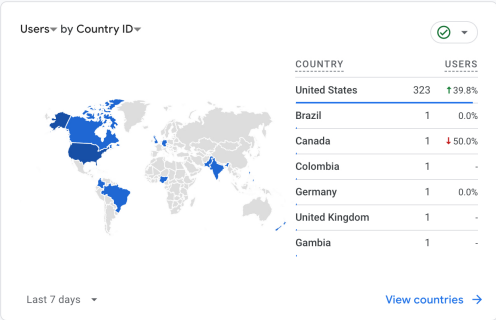 Users by Country ID
COUNTRY USERS
United States 323 ↑ 39.8%
Brazil 1 0.0%
Canada 1 ↓ 50.0%
Colombia 1 -
Germany 1 0.0%
United Kingdom 1 -
Gambia 1 -
Last 7 days
View countries →